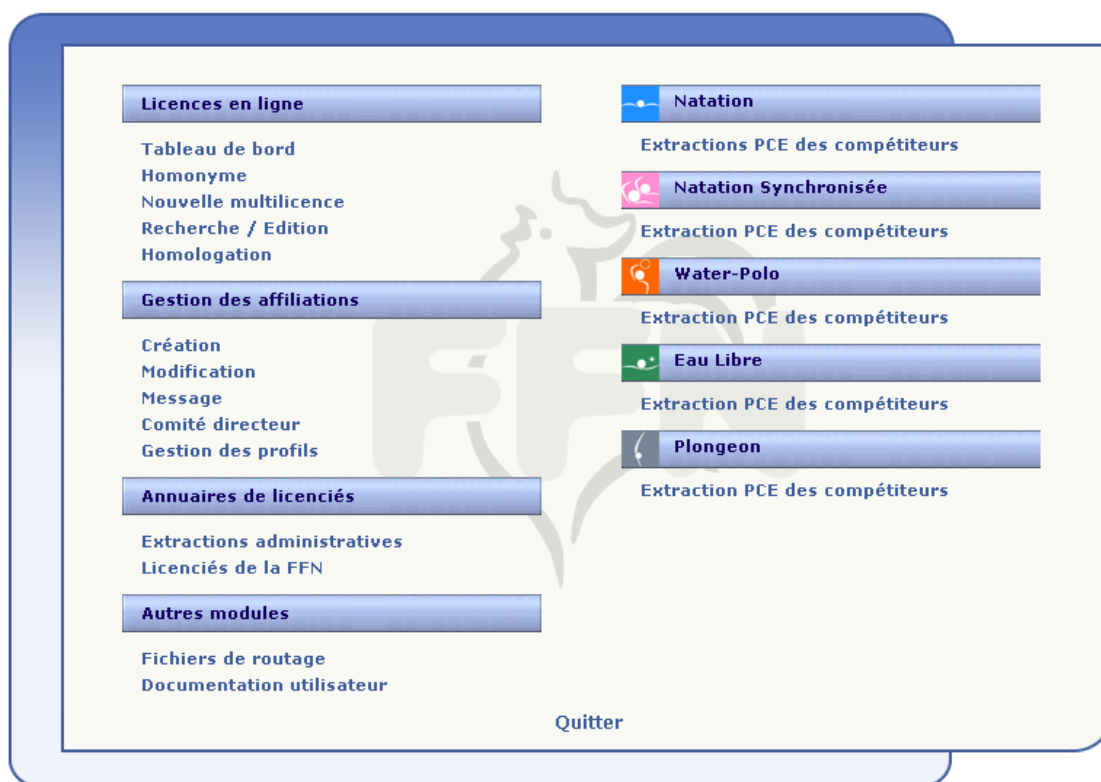 Licences en ligne
Tableau de bord
Homonyme
Nouvelle multilicence
Recherche / Edition
Homologation
Gestion des affiliations
Création
Modification
Message
Comité directeur
Gestion des profils
Annuaires de licenciés
Extractions administratives
Licenciés de la FFN
Autres modules
Fichiers de routage
Documentation utilisateur
Natation
Extractions PCE des compétiteurs
Natation Synchronisée
Extraction PCE des compétiteurs
Water-Polo
Extraction PCE des compétiteurs
Eau Libre
Extraction PCE des compétiteurs
Plongeon
Extraction PCE des compétiteurs
FFN
Quitter